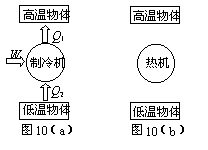 高温物体 高温物体
Q₁
W 制冷机 热机
Q₂
低温物体 低温物体
图10(a) 图10(b)